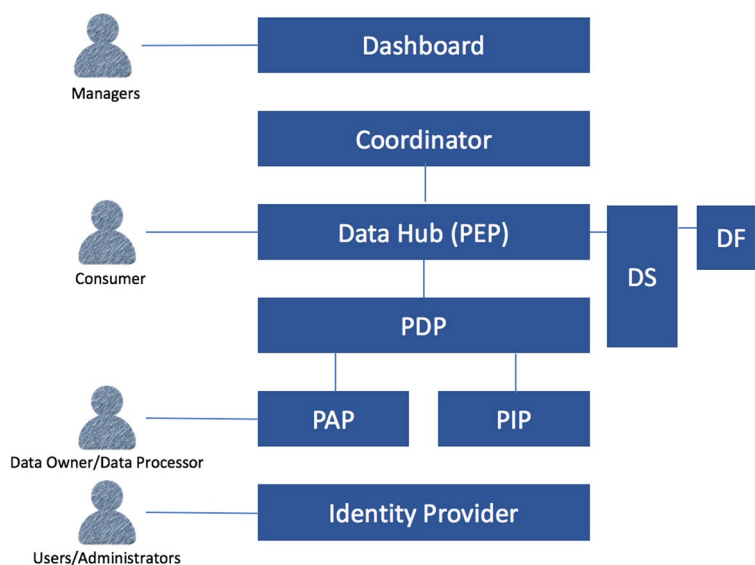 Dashboard
Managers
Coordinator
Data Hub (PEP)
DS
DF
Consumer
PDP
PAP
PIP
Data Owner/Data Processor
Identity Provider
Users/Administrators